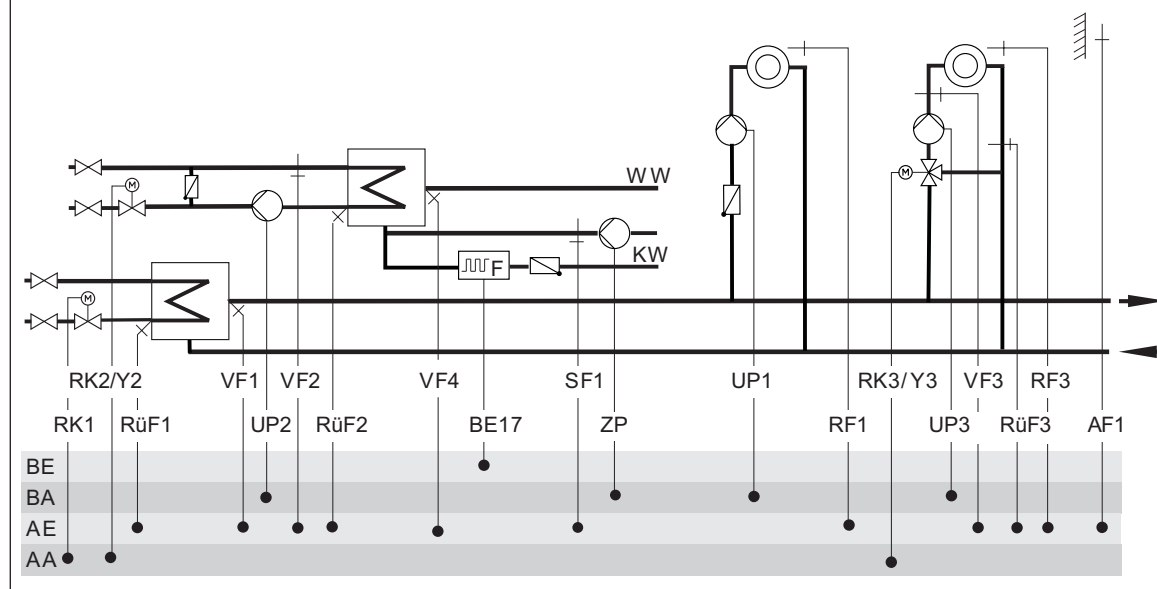 M
M
M
F
WW
KW
RK2/Y2 VF1 VF2 VF4 SF1 UP1 RK3/Y3 VF3 RF3
RK1 RüF1 UP2 RüF2 BE17 ZP RF1 UP3 RüF3 AF1
BE
BA
AE
AA